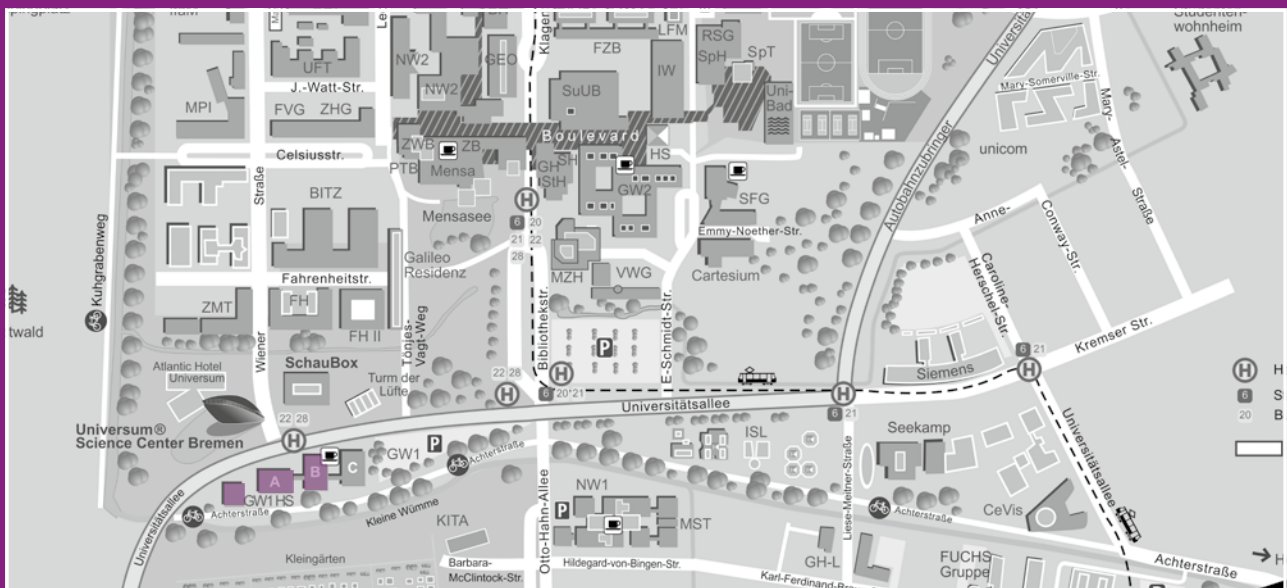 UFT
MPI
J.-Watt-Str.
FVG
ZHG
NW2
NW2
GEO
FZB
LFM
IW
RSG
SpH
SpT
SuUB
Uni-
Bad
Studenten-
wohnheim
Mary-Somerville-Str.
Mary-
Astel-
Straße
unicom
Autobahnzubringer
Boulevard
Celsiusstr.
ZWB
ZB
PTB
Mensa
Mensasee
SH
GH
StH
GW2
HS
SFG
Emmy-Noether-Str.
Cartesium
Straße
BITZ
Kuhgrabenweg
H
6 20
21 22
28
MZH
VWG
Galileo
Residenz
Fahrenheitstr.
ZMT
FH
FH II
Tönjes-
Vagt-Weg
Bibliothekstr.
E.-Schmidt-Str.
P
Anne-
Conway-Str.
Caroline-
Herschel-Str.
Kremser Str.
Siemens
6 21
H
twald
Wiener
SchauBox
Atlantic Hotel
Universum
Turm der
Lüfte
22 28
H
H
6 20 21
Universitätsallee
H
6 21
H
6
20
Universum®
Science Center Bremen
22 28
H
A
B
C
GW1HS
GW1
P
Achterstraße
Achterstraße
Kleine Wümme
Universitätsallee
Otto-Hahn-Allee
ISL
Liese-Meitner-Straße
Seekamp
CeVis
Achterstraße
Universitätsallee
Achterstraße
NW1
P
MST
KITA
Kleingärten
Barbara-
McClintock-Str.
Hildegard-von-Bingen-Str.
GH-L
FUCHS
Gruppe